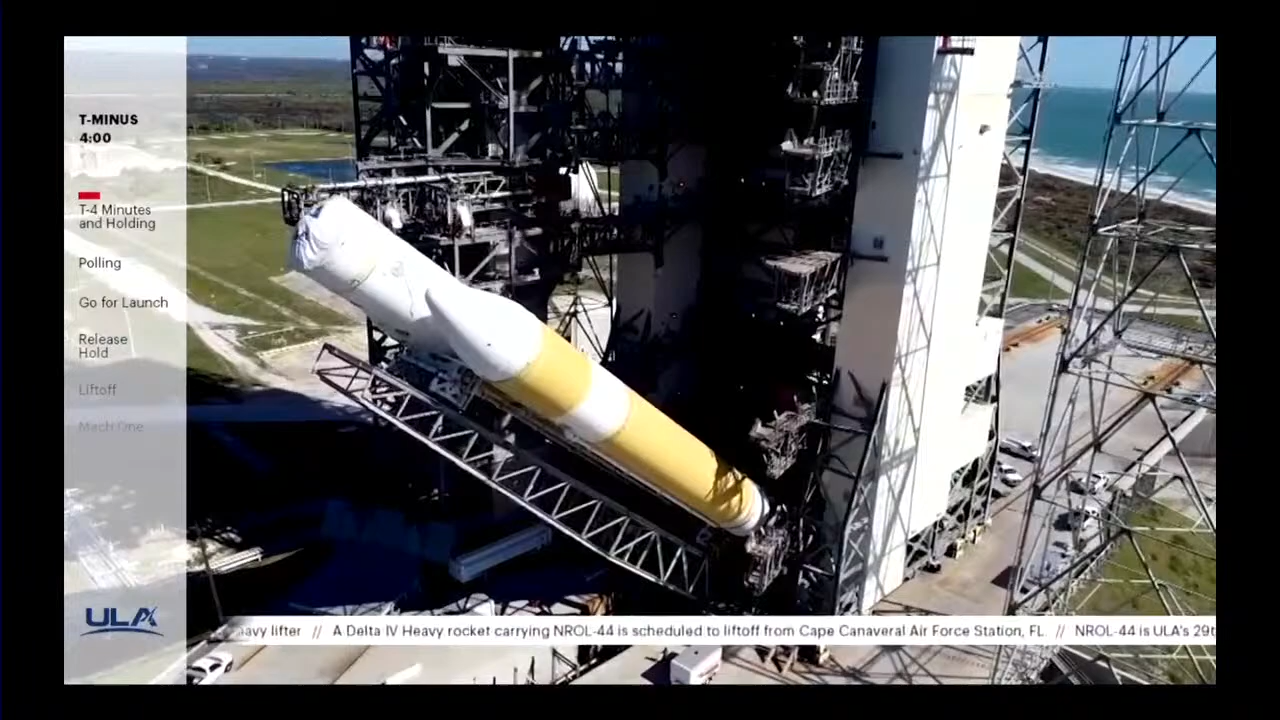 T-MINUS
4:00
T-4 Minutes
and Holding
Polling
Go for Launch
Release
Hold
Liftoff
Mach One
ULA
lifter // A Delta IV Heavy rocket carrying NROL-44 is scheduled to liftoff from Cape Canaveral Air Force Station, FL. // NROL-44 is ULA's